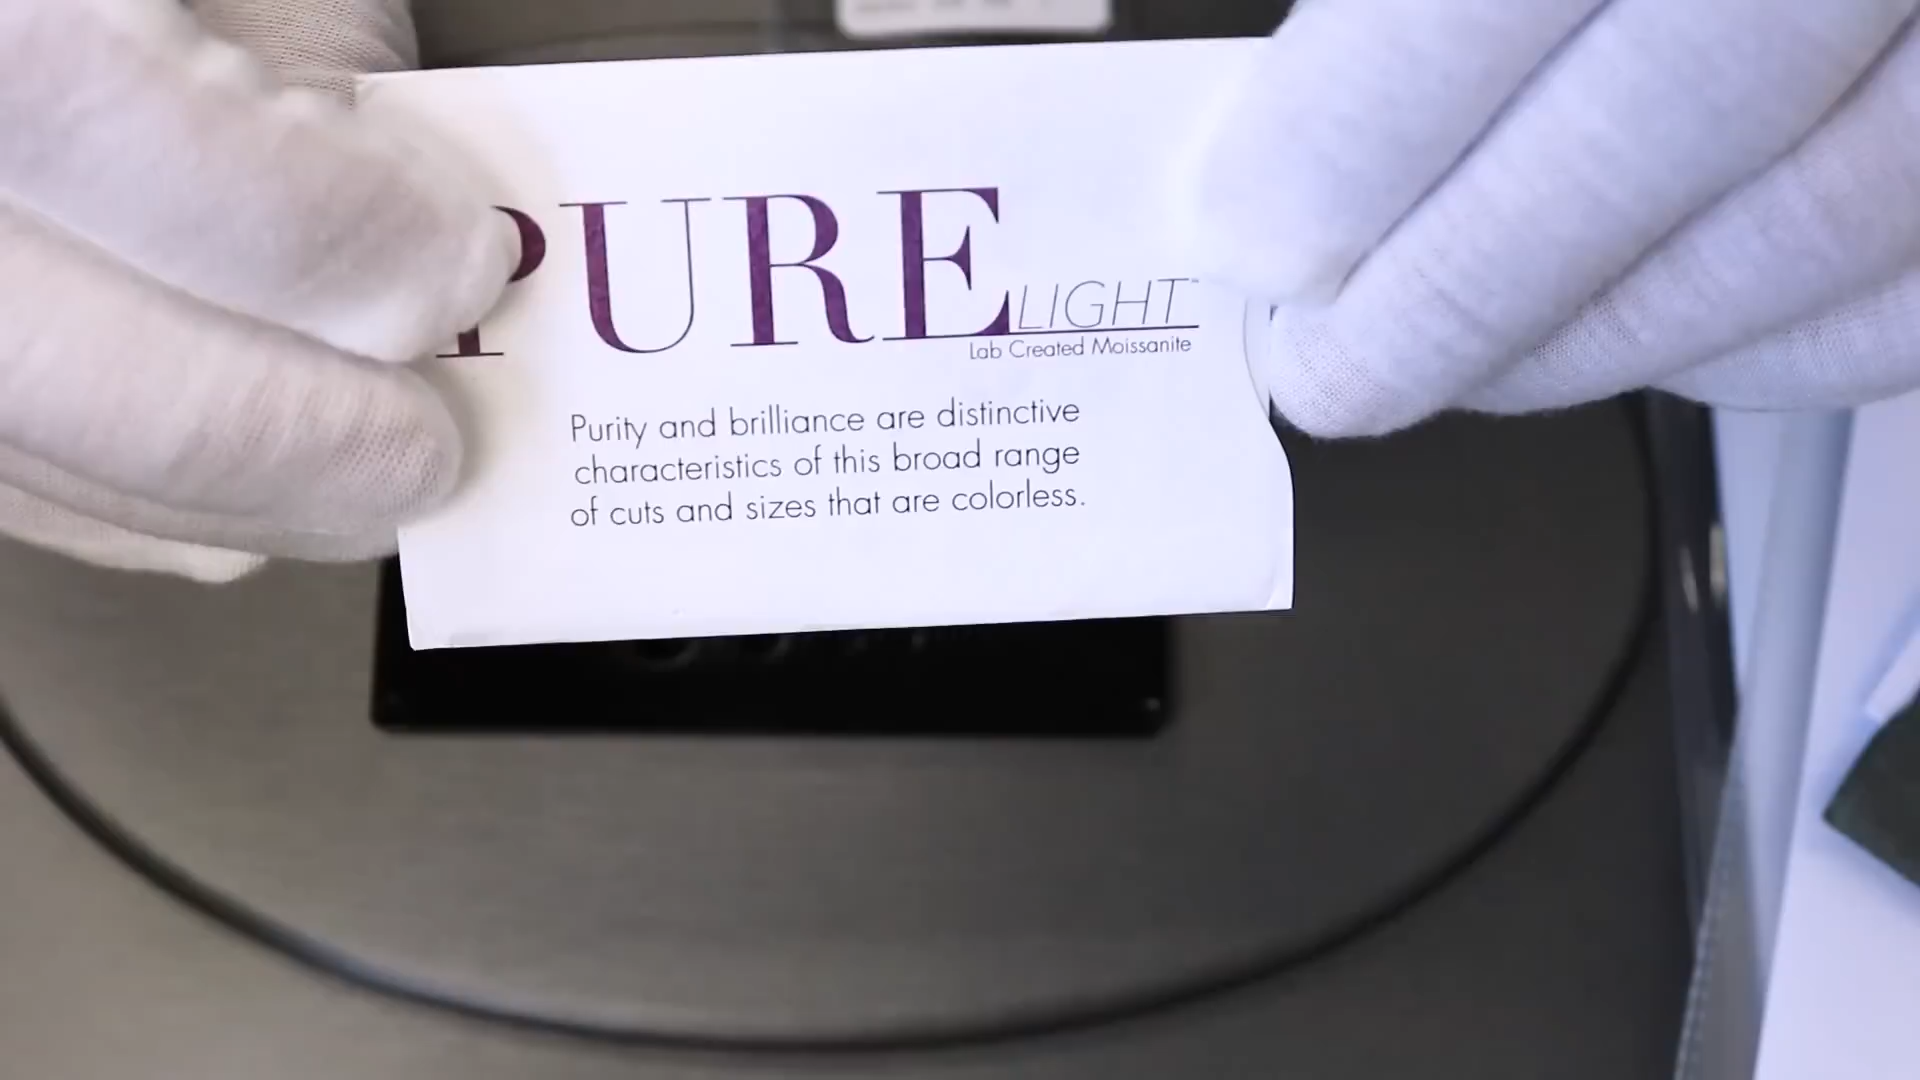 PURE
LIGHT™
Lab Created Moissanite
Purity and brilliance are distinctive
characteristics of this broad range
of cuts and sizes that are colorless.